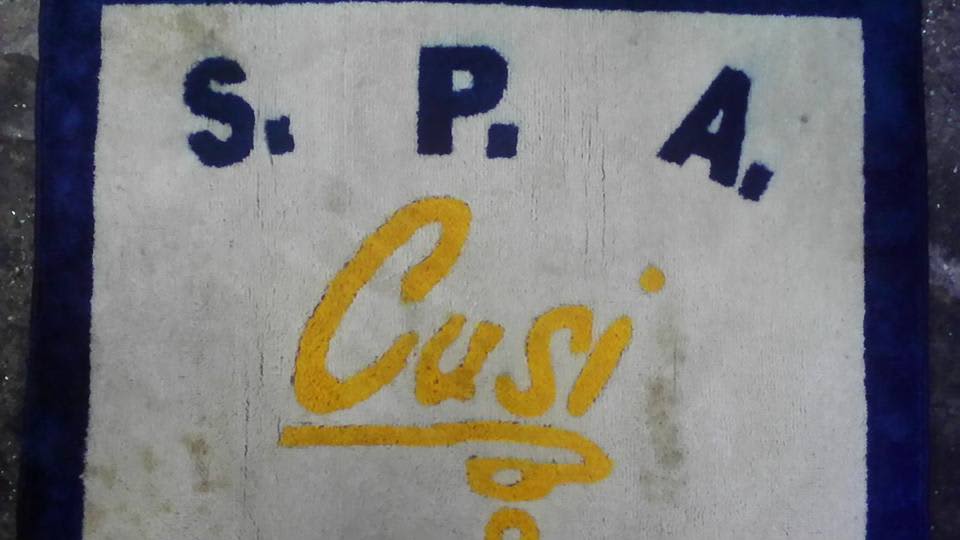 S. P. A.
Cusi